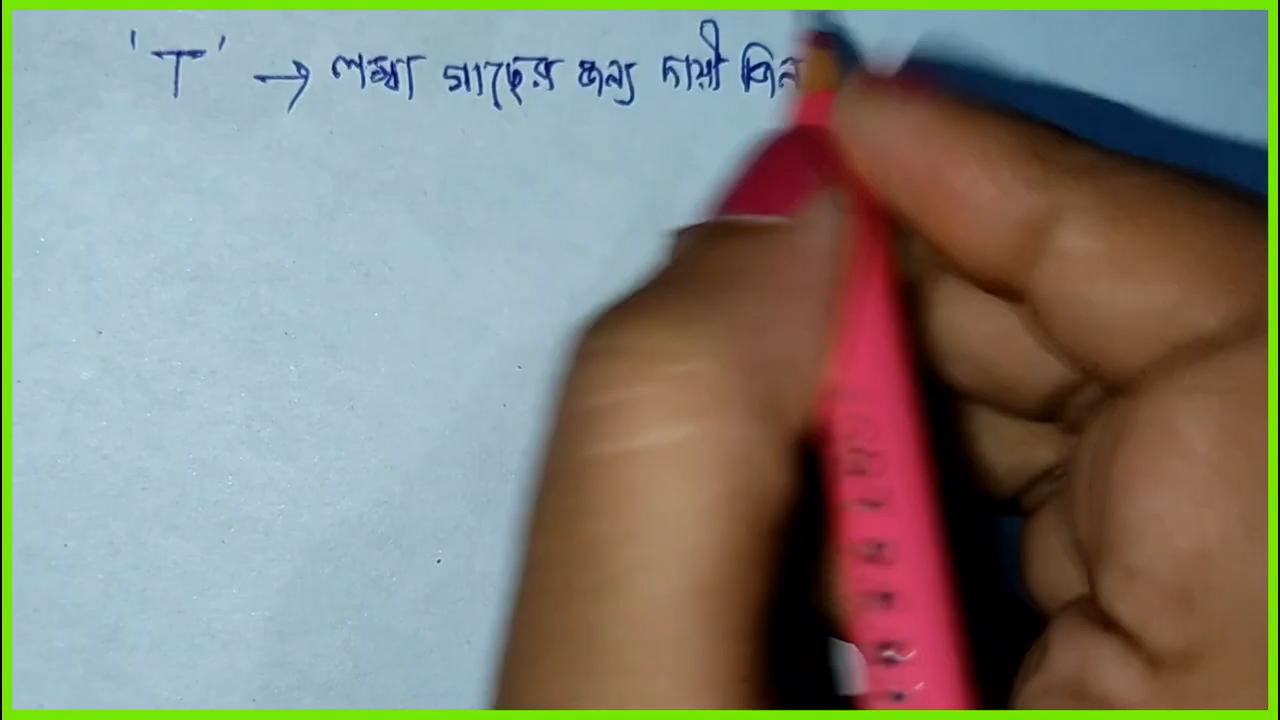 'T' → লম্বা গাছের জন্য দায়ী জিন